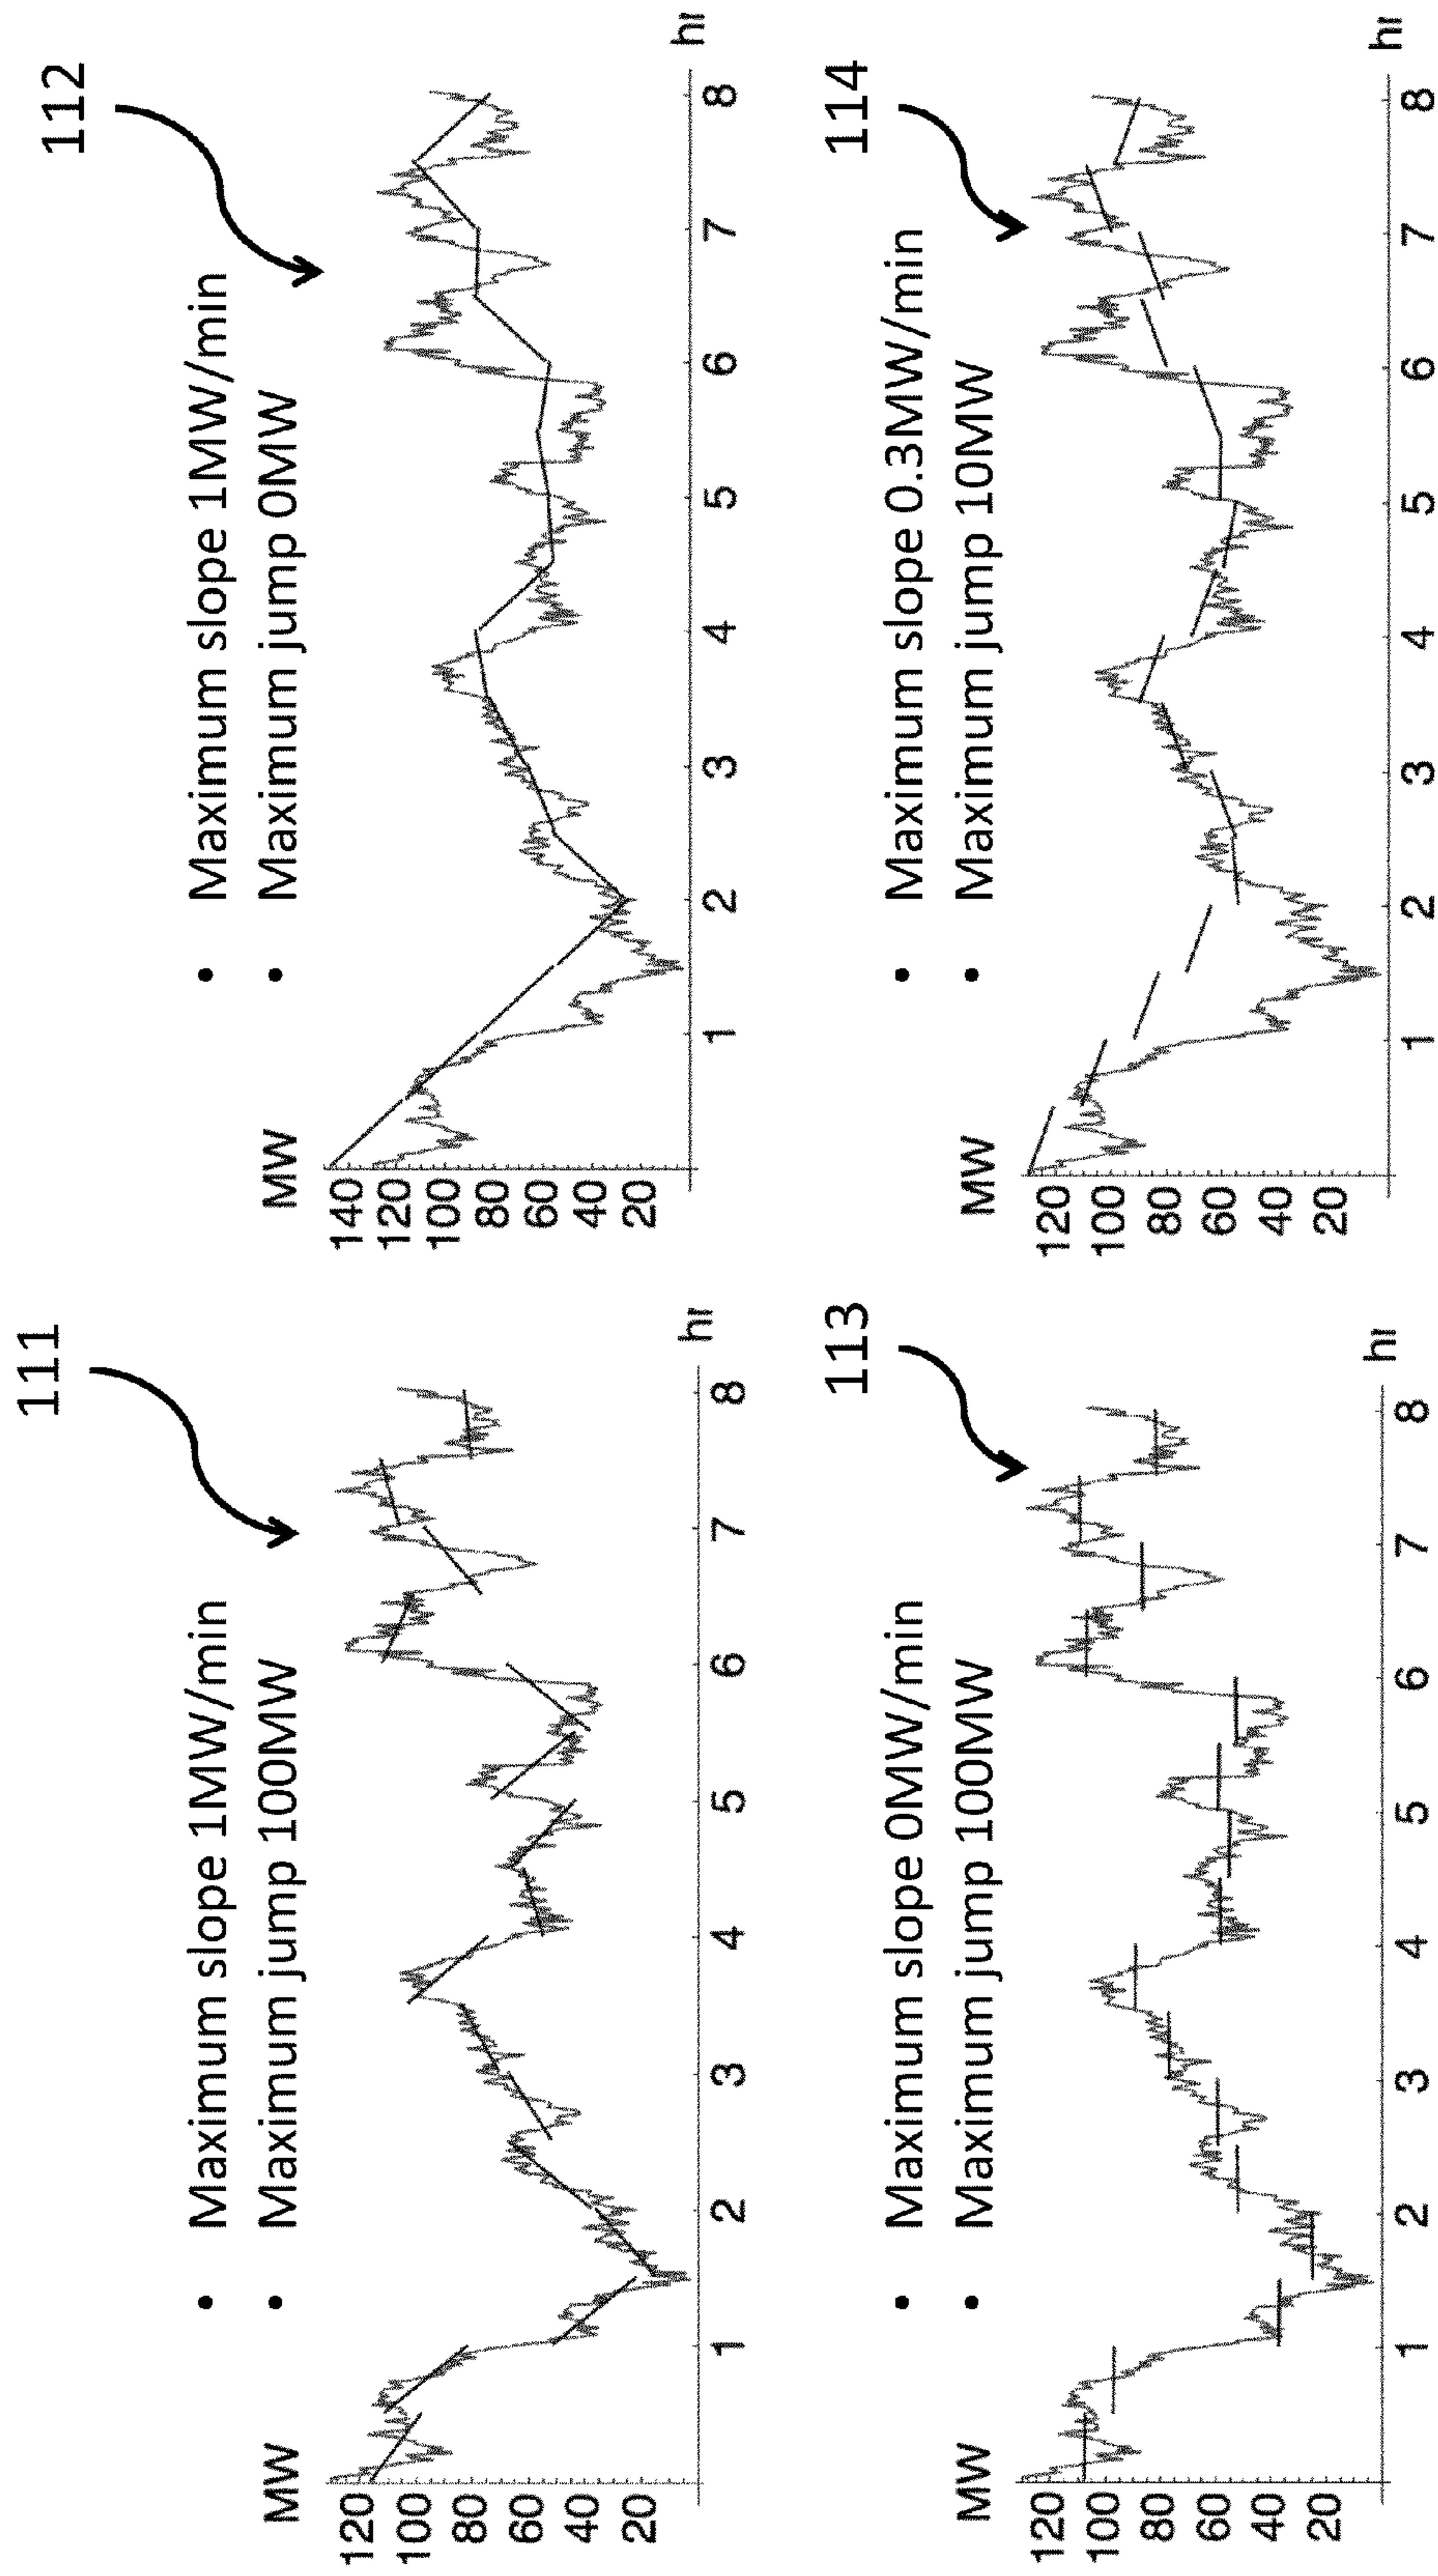 111
• Maximum slope 1MW/min
• Maximum jump 100MW
MW
120
100
80
60
40
20
1 2 3 4 5 6 7 8 hr
112
• Maximum slope 1MW/min
• Maximum jump 0MW
MW
140
120
100
80
60
40
20
1 2 3 4 5 6 7 8 hr
113
• Maximum slope 0MW/min
• Maximum jump 100MW
MW
120
100
80
60
40
20
1 2 3 4 5 6 7 8 hr
114
• Maximum slope 0.3MW/min
• Maximum jump 10MW
MW
120
100
80
60
40
20
1 2 3 4 5 6 7 8 hr